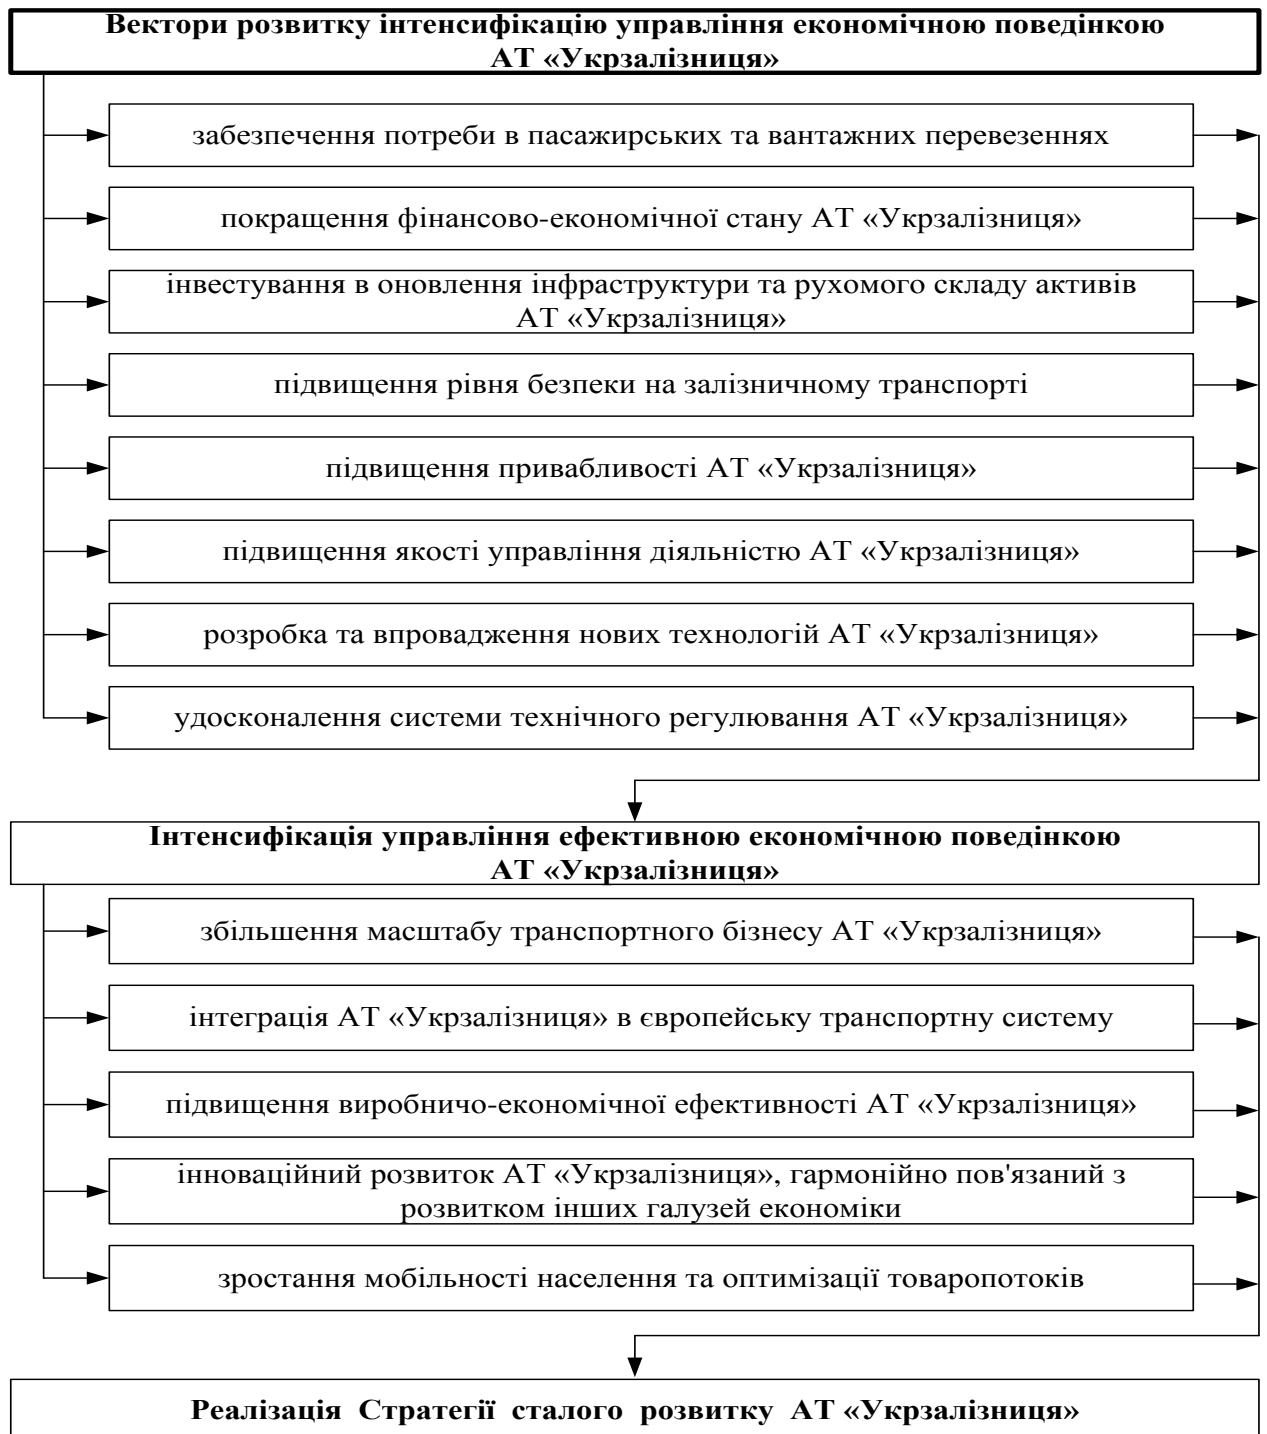 Вектори розвитку інтенсифікацію управління економічною поведінкою
АТ «Укрзалізниця»
забезпечення потреби в пасажирських та вантажних перевезеннях
покращення фінансово-економічної стану АТ «Укрзалізниця»
інвестування в оновлення інфраструктури та рухомого складу активів
АТ «Укрзалізниця»
підвищення рівня безпеки на залізничному транспорті
підвищення привабливості АТ «Укрзалізниця»
підвищення якості управління діяльністю АТ «Укрзалізниця»
розробка та впровадження нових технологій АТ «Укрзалізниця»
удосконалення системи технічного регулювання АТ «Укрзалізниця»
Інтенсифікація управління ефективною економічною поведінкою
АТ «Укрзалізниця»
збільшення масштабу транспортного бізнесу АТ «Укрзалізниця»
інтеграція АТ «Укрзалізниця» в європейську транспортну систему
підвищення виробничо-економічної ефективності АТ «Укрзалізниця»
інноваційний розвиток АТ «Укрзалізниця», гармонійно пов'язаний з
розвитком інших галузей економіки
зростання мобільності населення та оптимізації товаропотоків
Реалізація Стратегії сталого розвитку АТ «Укрзалізниця»